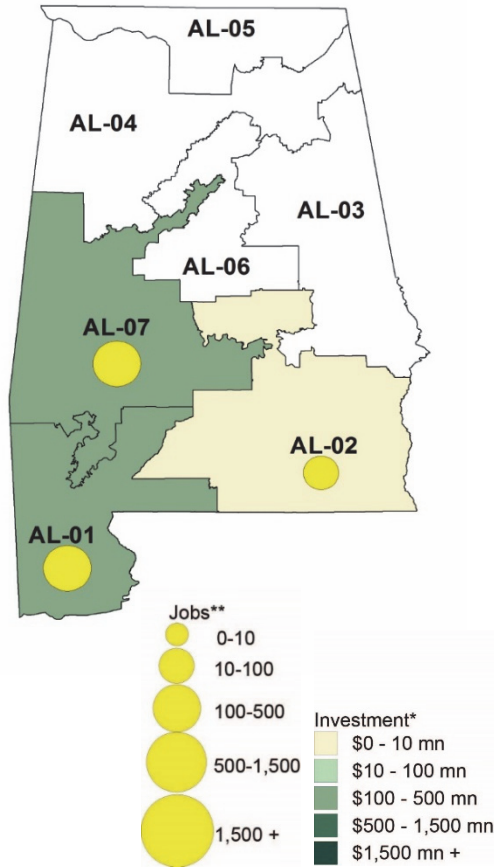 AL-05
AL-04
AL-03
AL-06
AL-07
AL-02
AL-01
Jobs**
0-10
10-100
100-500
500-1,500
1,500 +
Investment*
$0 - 10 mn
$10 - 100 mn
$100 - 500 mn
$500 - 1,500 mn
$1,500 mn +